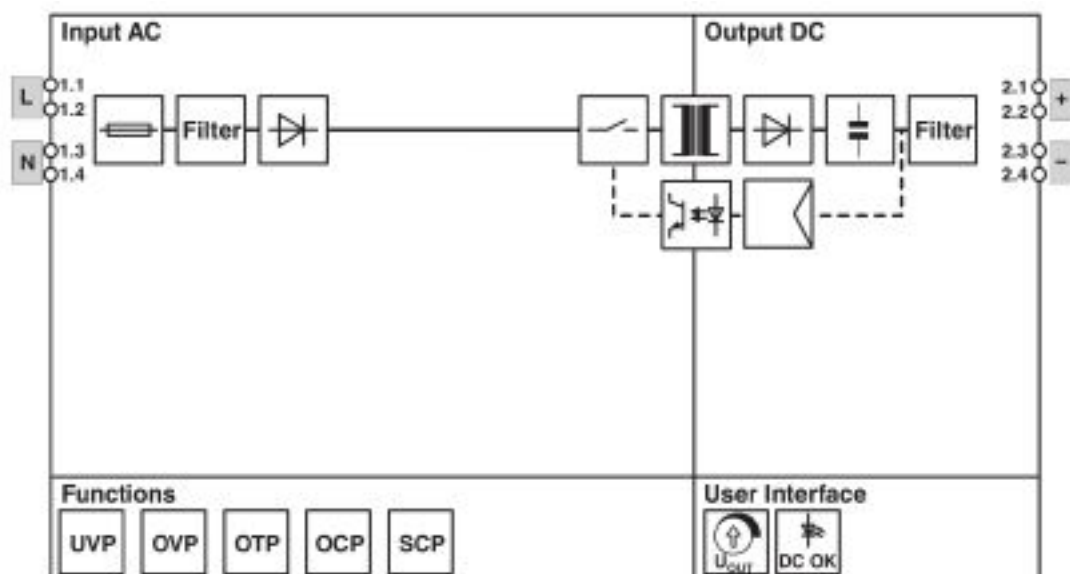 Input AC
Output DC
L
1.1
1.2
N
1.3
1.4
Filter
Filter
2.1
2.2
+
2.3
2.4
–
Functions
UVP
OVP
OTP
OCP
SCP
User Interface
UOUT
DC OK